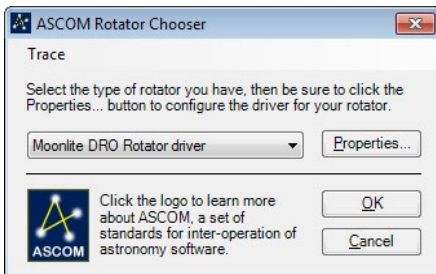 ASCOM Rotator Chooser
Trace
Select the type of rotator you have, then be sure to click the
Properties... button to configure the driver for your rotator.
Moonlite DRO Rotator driver
Properties...
Click the logo to learn more
about ASCOM, a set of
standards for inter-operation of
astronomy software.
ASCOM
OK
Cancel